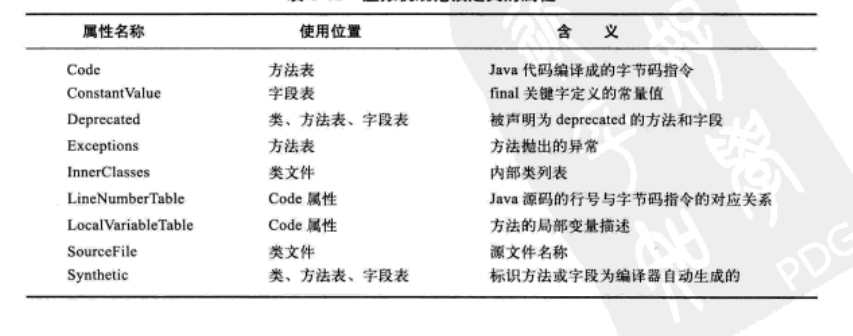 属性名称 使用位置 含 义
Code 方法表 Java 代码编译成的字节码指令
ConstantValue 字段表 final 关键字定义的常量值
Deprecated 类、方法表、字段表 被声明为 deprecated 的方法和字段
Exceptions 方法表 方法抛出的异常
InnerClasses 类文件 内部类列表
LineNumberTable Code 属性 Java 源码的行号与字节码指令的对应关系
LocalVariableTable Code 属性 方法的局部变量描述
SourceFile 类文件 源文件名称
Synthetic 类、方法表、字段表 标识方法或字段为编译器自动生成的
PDG